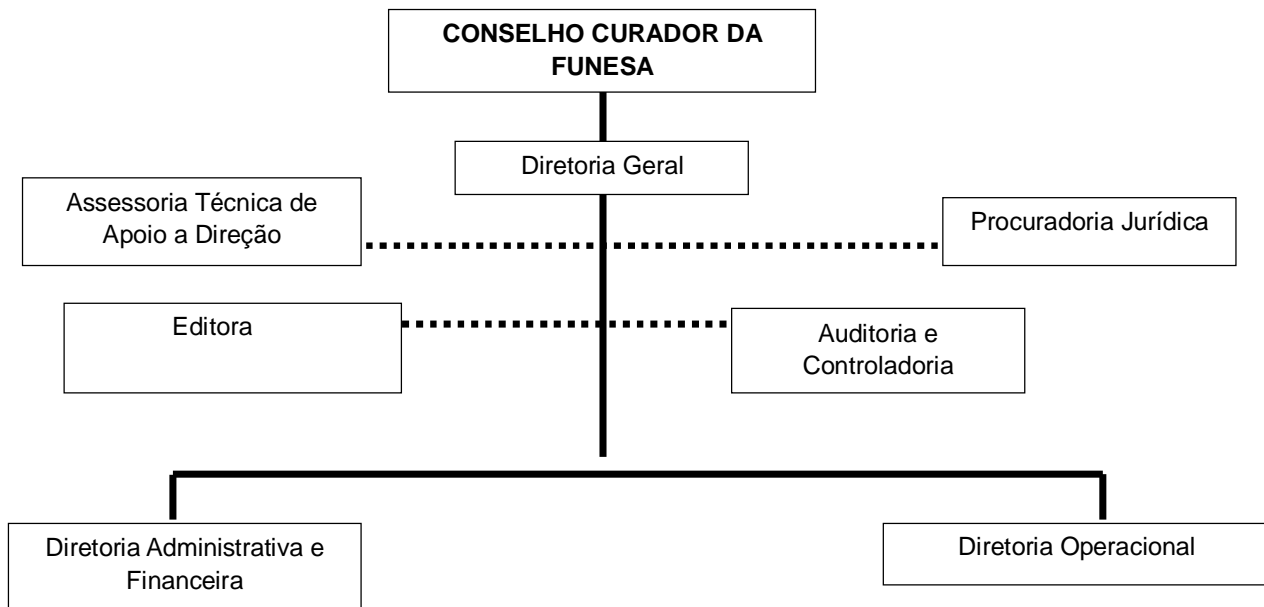 CONSELHO CURADOR DA
FUNESA
Diretoria Geral
Assessoria Técnica de
Apoio a Direção
Procuradoria Jurídica
Editora
Auditoria e
Controladoria
Diretoria Administrativa e
Financeira
Diretoria Operacional